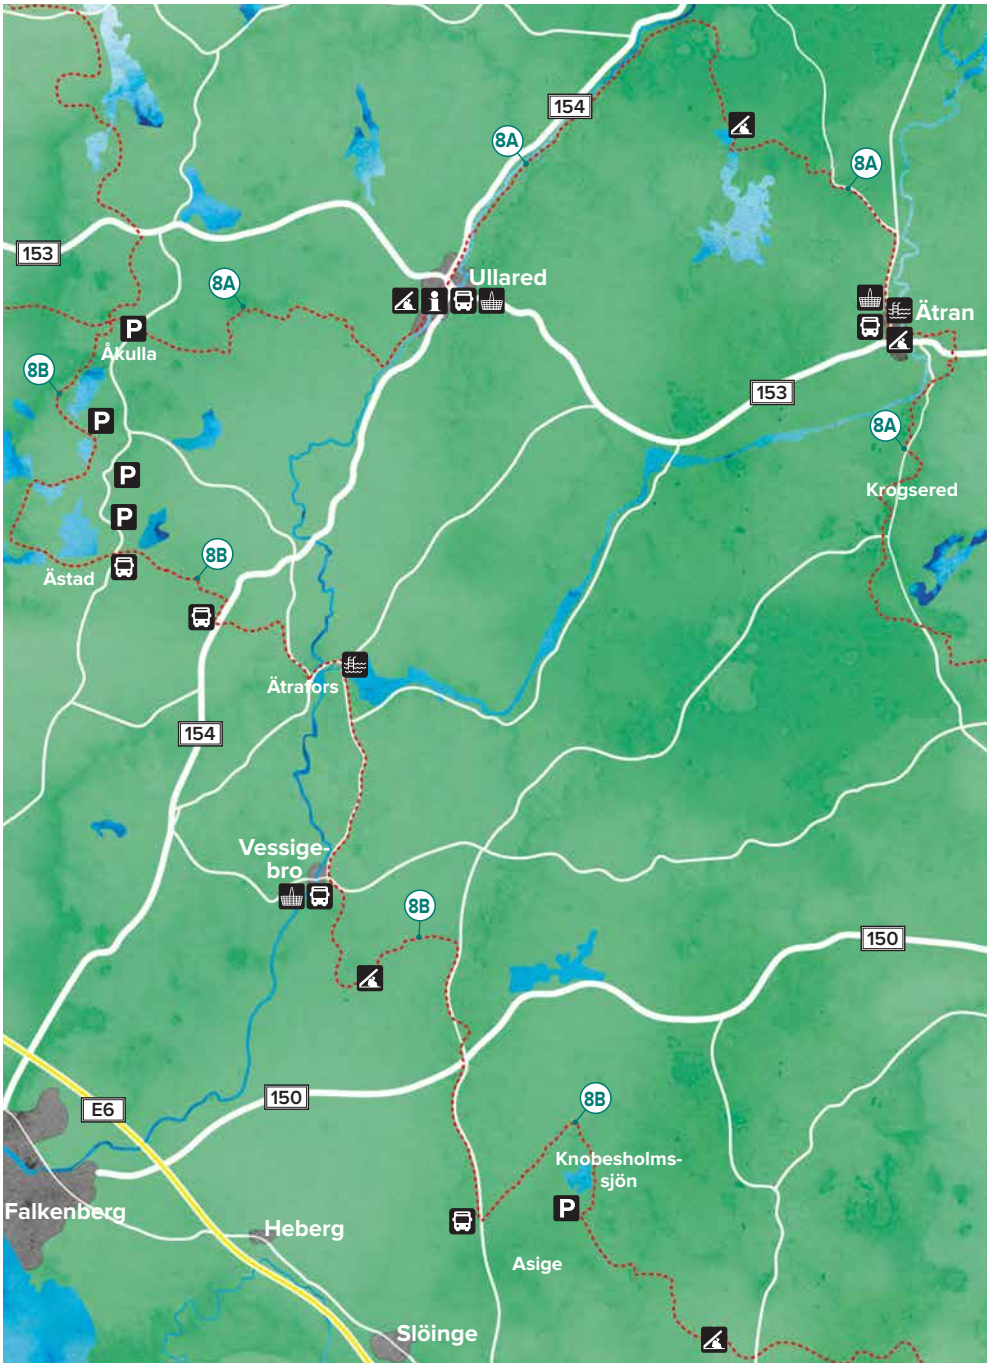 154
8A
8A
153
8A
Ullared
Ätran
P
Åkulla
8B
153
P
8A
P
Krogsered
P
8B
Ästad
Ätrafors
154
Vessige-
bro
8B
150
150
8B
E6
Knobesholms-
sjön
P
Falkenberg
Heberg
Asige
Slöinge